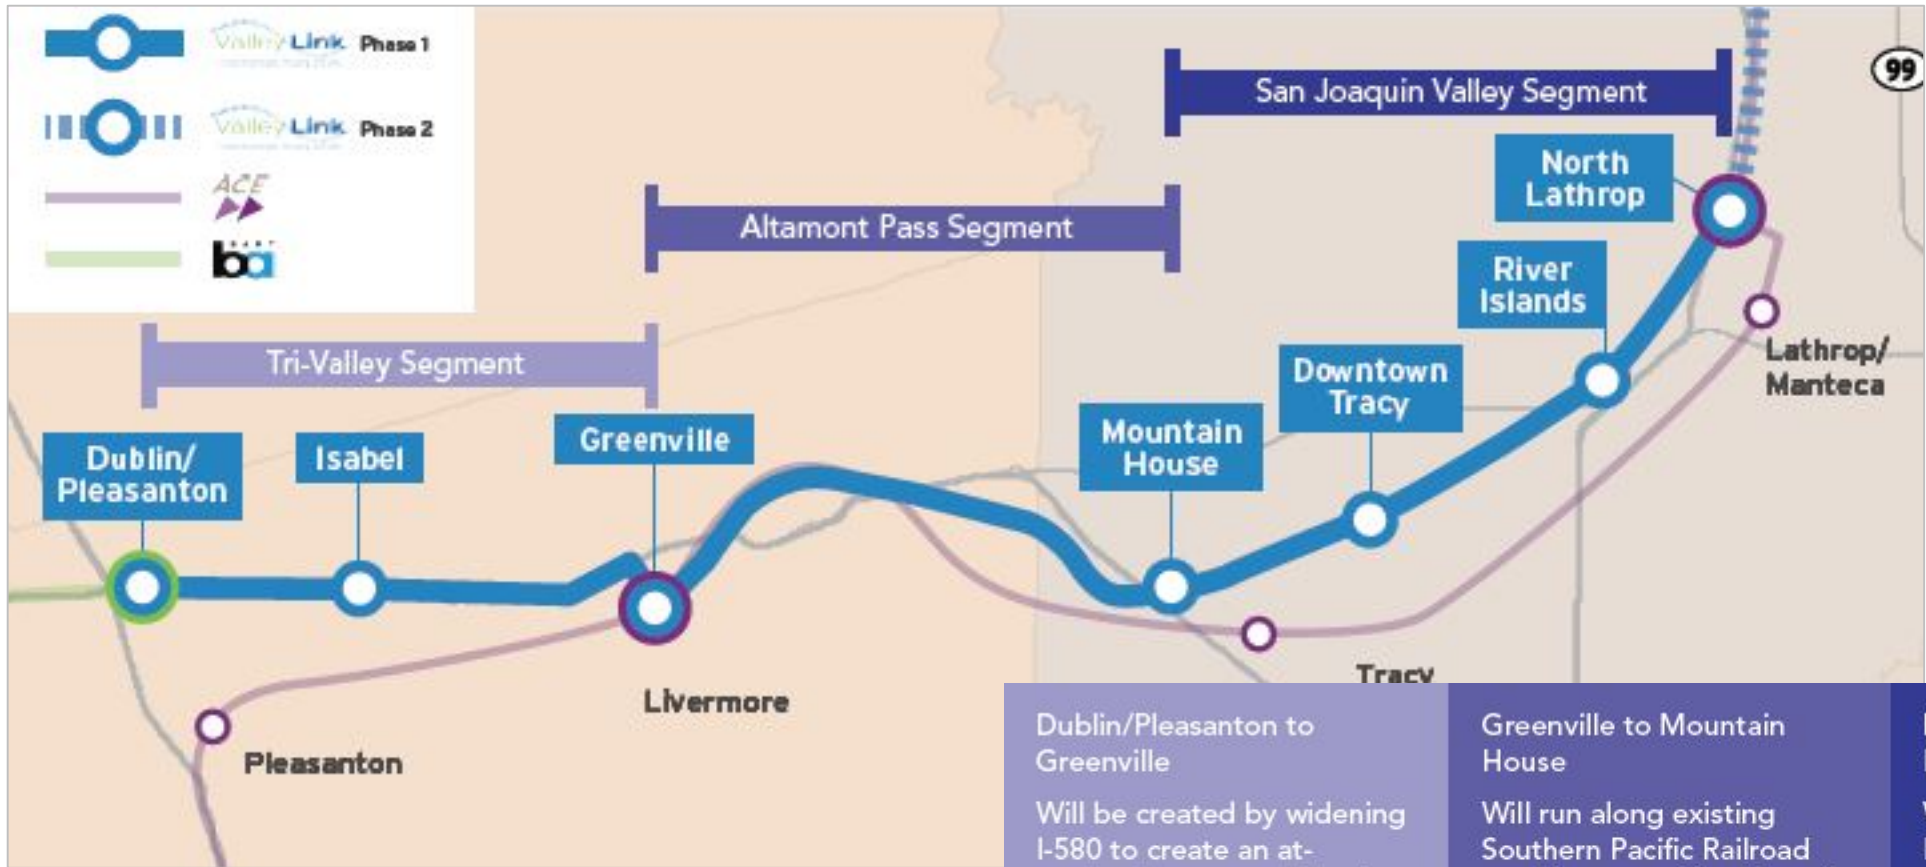 Valley Link Phase 1
Valley Link Phase 2
ACE
BART
ba
99
San Joaquin Valley Segment
Altamont Pass Segment
Tri-Valley Segment
North
Lathrop
River
Islands
Downtown
Tracy
Mountain
House
Greenville
Isabel
Dublin/
Pleasanton
Lathrop/
Manteca
Tracy
Livermore
Pleasanton
Dublin/Pleasanton to
Greenville
Will be created by widening
I-580 to create an at-
Greenville to Mountain
House
Will run along existing
Southern Pacific Railroad